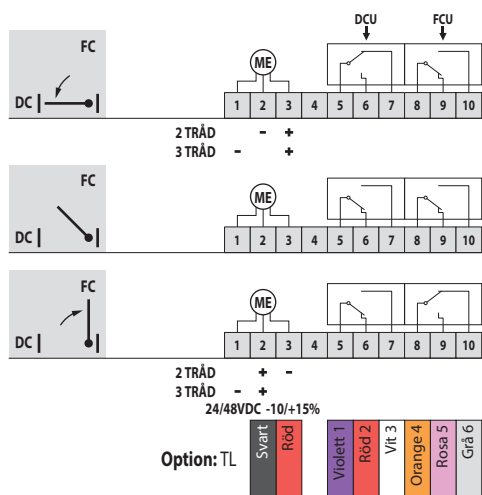 DCU FCU
FC
ME
DC
1 2 3 4 5 6 7 8 9 10
2 TRÅD - +
3 TRÅD - +
FC
ME
DC
1 2 3 4 5 6 7 8 9 10
FC
ME
DC
1 2 3 4 5 6 7 8 9 10
2 TRÅD + -
3 TRÅD - +
24/48VDC -10/+15%
Option: TL
Svart
Röd
Violett 1
Röd 2
Vit 3
Orange 4
Rosa 5
Grå 6